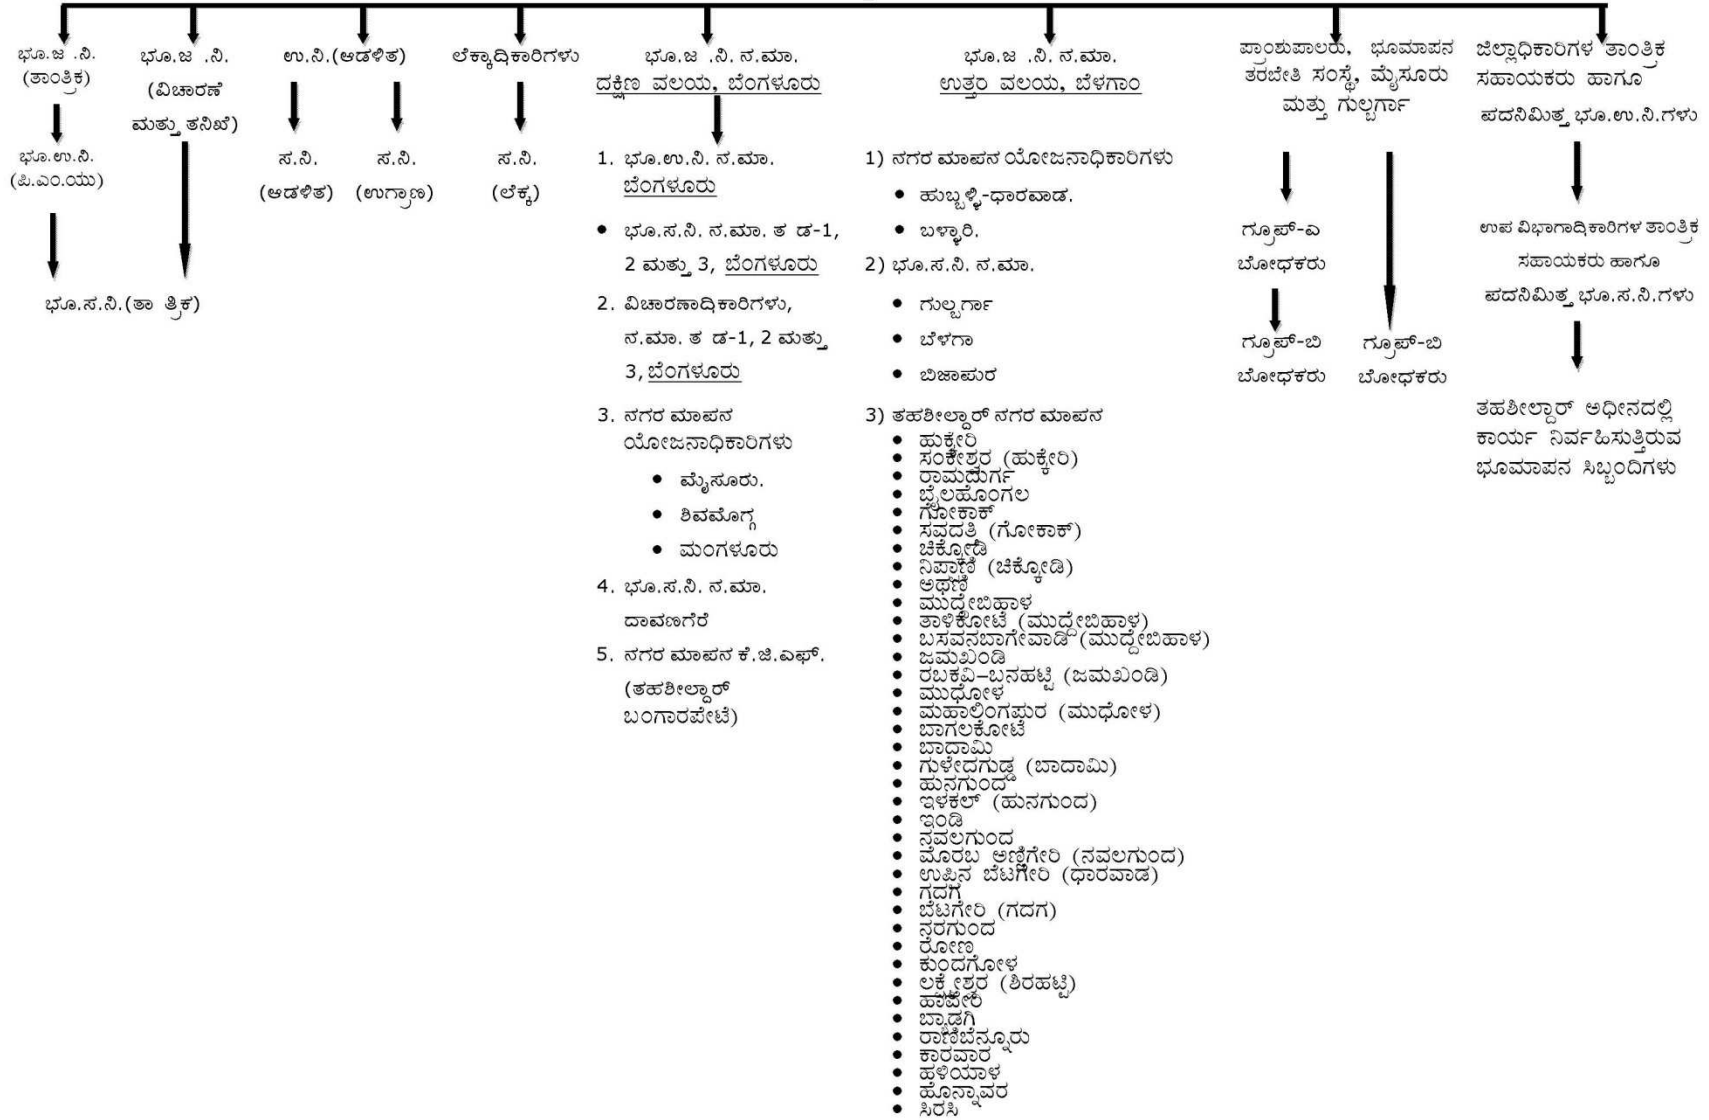 ಭೂ.ಜ .ನಿ.
(ತಾಂತ್ರಿಕ)
ಭೂ.ಉ.ನಿ.
(ಪಿ.ಎಂ.ಯು)
ಭೂ.ಜ .ನಿ.
(ವಿಚಾರಣೆ
ಮತ್ತು ತನಿಖೆ)
ಭೂ.ಸ.ನಿ.(ತಾ ತ್ರಿಕ)
ಉ.ನಿ.(ಆಡಳಿತ)
ಸ.ನಿ.
(ಆಡಳಿತ)
ಸ.ನಿ.
(ಉಗ್ರಾಣ)
ಲೆಕ್ಕಾಧಿಕಾರಿಗಳು
ಸ.ನಿ.
(ಲೆಕ್ಕ)
ಭೂ.ಜ .ನಿ. ನ.ಮಾ.
ದಕ್ಷಿಣ ವಲಯ, ಬೆಂಗಳೂರು
1. ಭೂ.ಉ.ನಿ. ನ.ಮಾ.
ಬೆಂಗಳೂರು
• ಭೂ.ಸ.ನಿ. ನ.ಮಾ. ತ ಡ-1,
2 ಮತ್ತು 3, ಬೆಂಗಳೂರು
2. ವಿಚಾರಣಾಧಿಕಾರಿಗಳು,
ನ.ಮಾ. ತ ಡ-1, 2 ಮತ್ತು
3, ಬೆಂಗಳೂರು
3. ನಗರ ಮಾಪನ
ಯೋಜನಾಧಿಕಾರಿಗಳು
• ಮೈಸೂರು.
• ಶಿವಮೊಗ್ಗ
• ಮಂಗಳೂರು
4. ಭೂ.ಸ.ನಿ. ನ.ಮಾ.
ದಾವಣಗೆರೆ
5. ನಗರ ಮಾಪನ ಕೆ.ಜಿ.ಎಫ್.
(ತಹಶೀಲ್ದಾರ್
ಬಂಗಾರಪೇಟೆ)
ಭೂ.ಜ .ನಿ. ನ.ಮಾ.
ಉತ್ತರ ವಲಯ, ಬೆಳಗಾಂ
1) ನಗರ ಮಾಪನ ಯೋಜನಾಧಿಕಾರಿಗಳು
• ಹುಬ್ಬಳ್ಳಿ-ಧಾರವಾಡ.
• ಬಳ್ಳಾರಿ.
2) ಭೂ.ಸ.ನಿ. ನ.ಮಾ.
• ಗುಲ್ಬರ್ಗಾ
• ಬೆಳಗಾ
• ಬಿಜಾಪುರ
3) ತಹಶೀಲ್ದಾರ್ ನಗರ ಮಾಪನ
• ಹುಕ್ಕೇರಿ
• ಸಂಕೇಶ್ವರ (ಹುಕ್ಕೇರಿ)
• ರಾಮದುರ್ಗ
• ಬೈಲಹೊಂಗಲ
• ಗೋಕಾಕ್
• ಸವದತ್ತಿ (ಗೋಕಾಕ್)
• ಚಿಕ್ಕೋಡಿ
• ನಿಪ್ಪಾಣಿ (ಚಿಕ್ಕೋಡಿ)
• ಅಥಣಿ
• ಮುದ್ದೇಬಿಹಾಳ
• ತಾಳಿಕೋಟೆ (ಮುದ್ದೇಬಿಹಾಳ)
• ಬಸವನಬಾಗೇವಾಡಿ (ಮುದ್ದೇಬಿಹಾಳ)
• ಜಮಖಂಡಿ
• ರಬಕವಿ–ಬನಹಟ್ಟಿ (ಜಮಖಂಡಿ)
• ಮುಧೋಳ
• ಮಹಾಲಿಂಗಪುರ (ಮುಧೋಳ)
• ಬಾಗಲಕೋಟೆ
• ಬಾದಾಮಿ
• ಗುಳೇದಗುಡ್ಡ (ಬಾದಾಮಿ)
• ಹುನಗುಂದ
• ಇಳಕಲ್ (ಹುನಗುಂದ)
• ಇಂಡಿ
• ನವಲಗುಂದ
• ಮೊರಬ ಅಣ್ಣಿಗೇರಿ (ನವಲಗುಂದ)
• ಉಪ್ಪಿನ ಬೆಟಗೇರಿ (ಧಾರವಾಡ)
• ಗದಗ
• ಬೆಟಗೇರಿ (ಗದಗ)
• ನರಗುಂದ
• ರೋಣ
• ಕುಂದಗೋಳ
• ಲಕ್ಷ್ಮೇಶ್ವರ (ಶಿರಹಟ್ಟಿ)
• ಹಾವೇರಿ
• ಬ್ಯಾಡಗಿ
• ರಾಣಿಬೆನ್ನೂರು
• ಕಾರವಾರ
• ಹಳಿಯಾಳ
• ಹೊನ್ನಾವರ
• ಸಿರಸಿ
ಪ್ರಾಂಶುಪಾಲರು, ಭೂಮಾಪನ
ತರಬೇತಿ ಸಂಸ್ಥೆ, ಮೈಸೂರು
ಮತ್ತು ಗುಲ್ಬರ್ಗಾ
ಗ್ರೂಪ್-ಎ
ಬೋಧಕರು
ಗ್ರೂಪ್-ಬಿ
ಬೋಧಕರು
ಗ್ರೂಪ್-ಬಿ
ಬೋಧಕರು
ಜಿಲ್ಲಾಧಿಕಾರಿಗಳ ತಾಂತ್ರಿಕ
ಸಹಾಯಕರು ಹಾಗೂ
ಪದನಿಮಿತ್ತ ಭೂ.ಉ.ನಿ.ಗಳು
ಉಪ ವಿಭಾಗಾಧಿಕಾರಿಗಳ ತಾಂತ್ರಿಕ
ಸಹಾಯಕರು ಹಾಗೂ
ಪದನಿಮಿತ್ತ ಭೂ.ಸ.ನಿ.ಗಳು
ತಹಶೀಲ್ದಾರ್ ಅಧೀನದಲ್ಲಿ
ಕಾರ್ಯ ನಿರ್ವಹಿಸುತ್ತಿರುವ
ಭೂಮಾಪನ ಸಿಬ್ಬಂದಿಗಳು